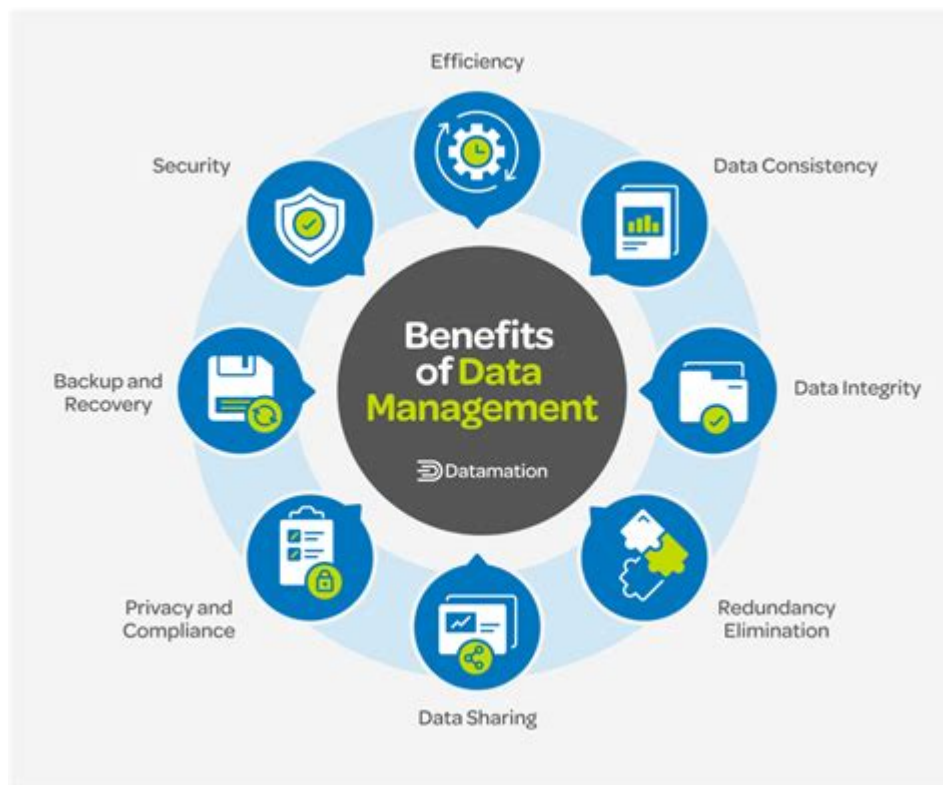 Efficiency
Security
Data Consistency
Benefits
of Data
Management
Datamation
Backup and
Recovery
Data Integrity
Privacy and
Compliance
Redundancy
Elimination
Data Sharing